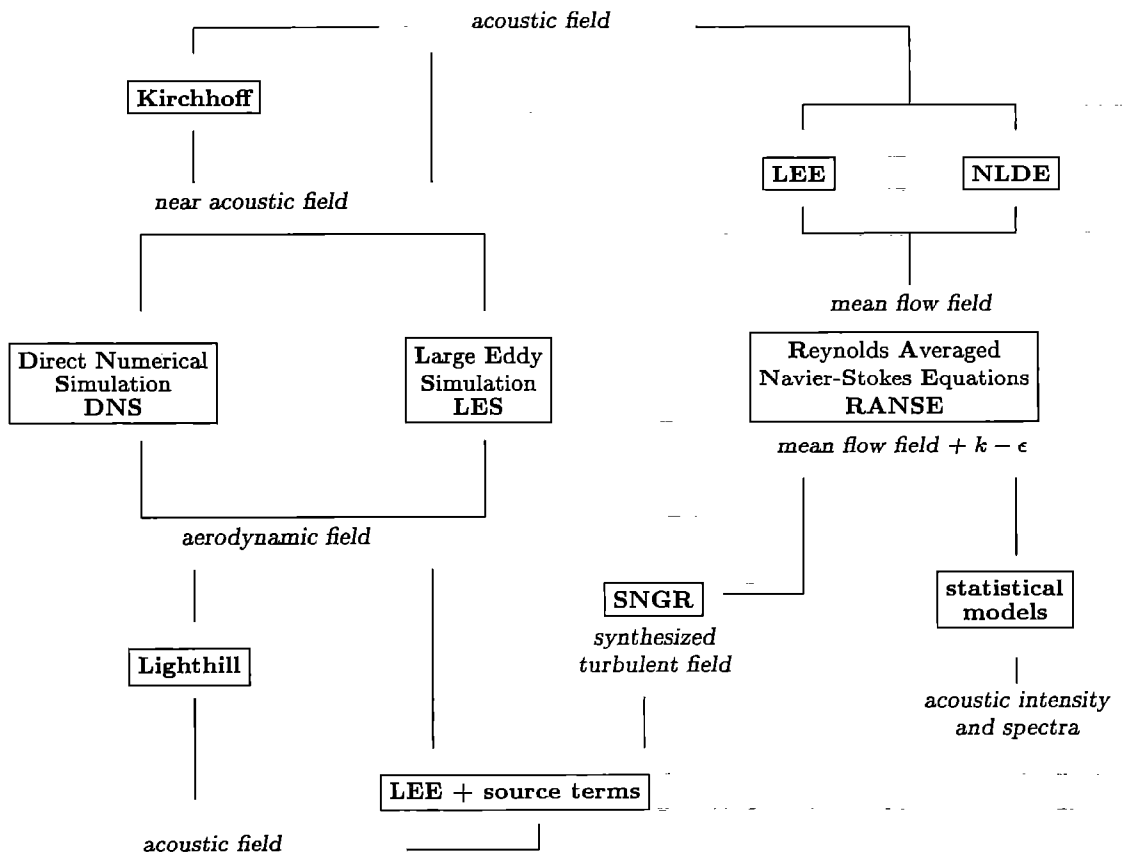 acoustic field
Kirchhoff
LEE
NLDE
near acoustic field
mean flow field
Direct Numerical
Simulation
DNS
Large Eddy
Simulation
LES
Reynolds Averaged
Navier-Stokes Equations
RANSE
mean flow field + k − ϵ
aerodynamic field
SNGR
synthesized
turbulent field
statistical
models
Lighthill
acoustic intensity
and spectra
LEE + source terms
acoustic field